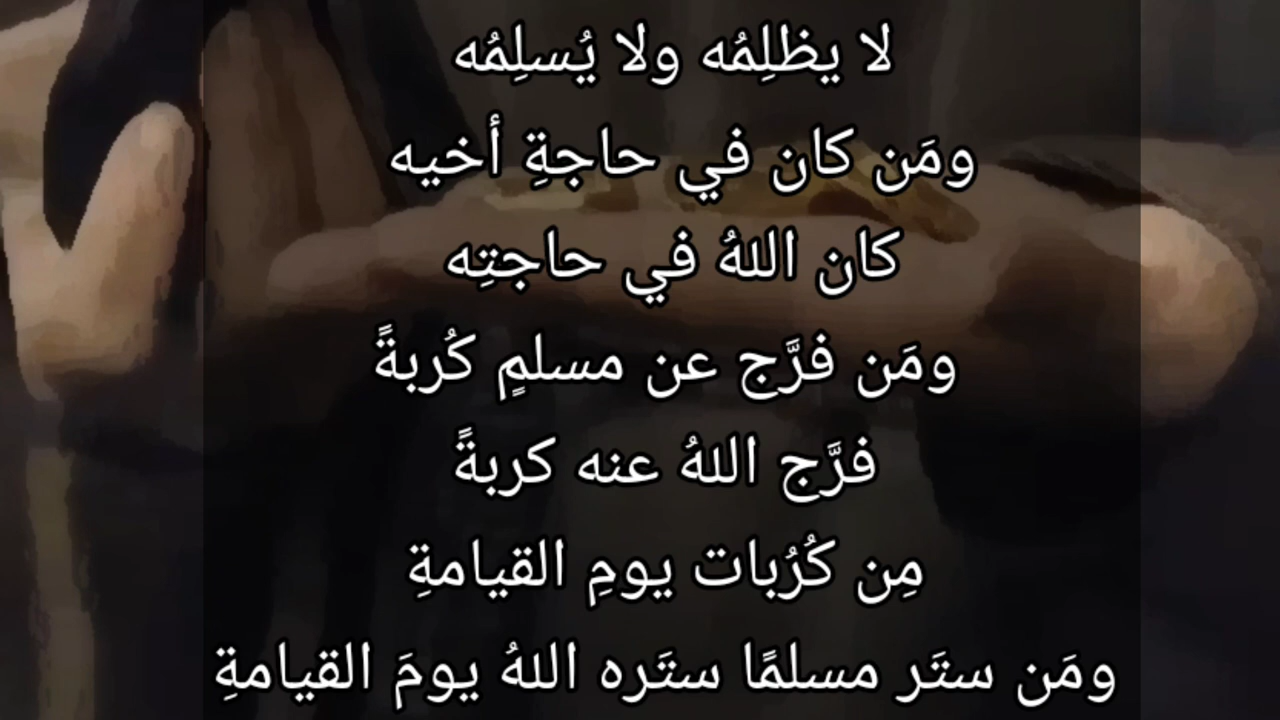 لا يظلِمُه ولا يُسلِمُه
ومَن كان في حاجةِ أخيه
كان اللهُ في حاجتِه
ومَن فرَّج عن مسلمٍ كُربةً
فرَّج اللهُ عنه كربةً
مِن كُرُبات يومِ القيامةِ
ومَن ستَر مسلمًا ستَره اللهُ يومَ القيامةِ